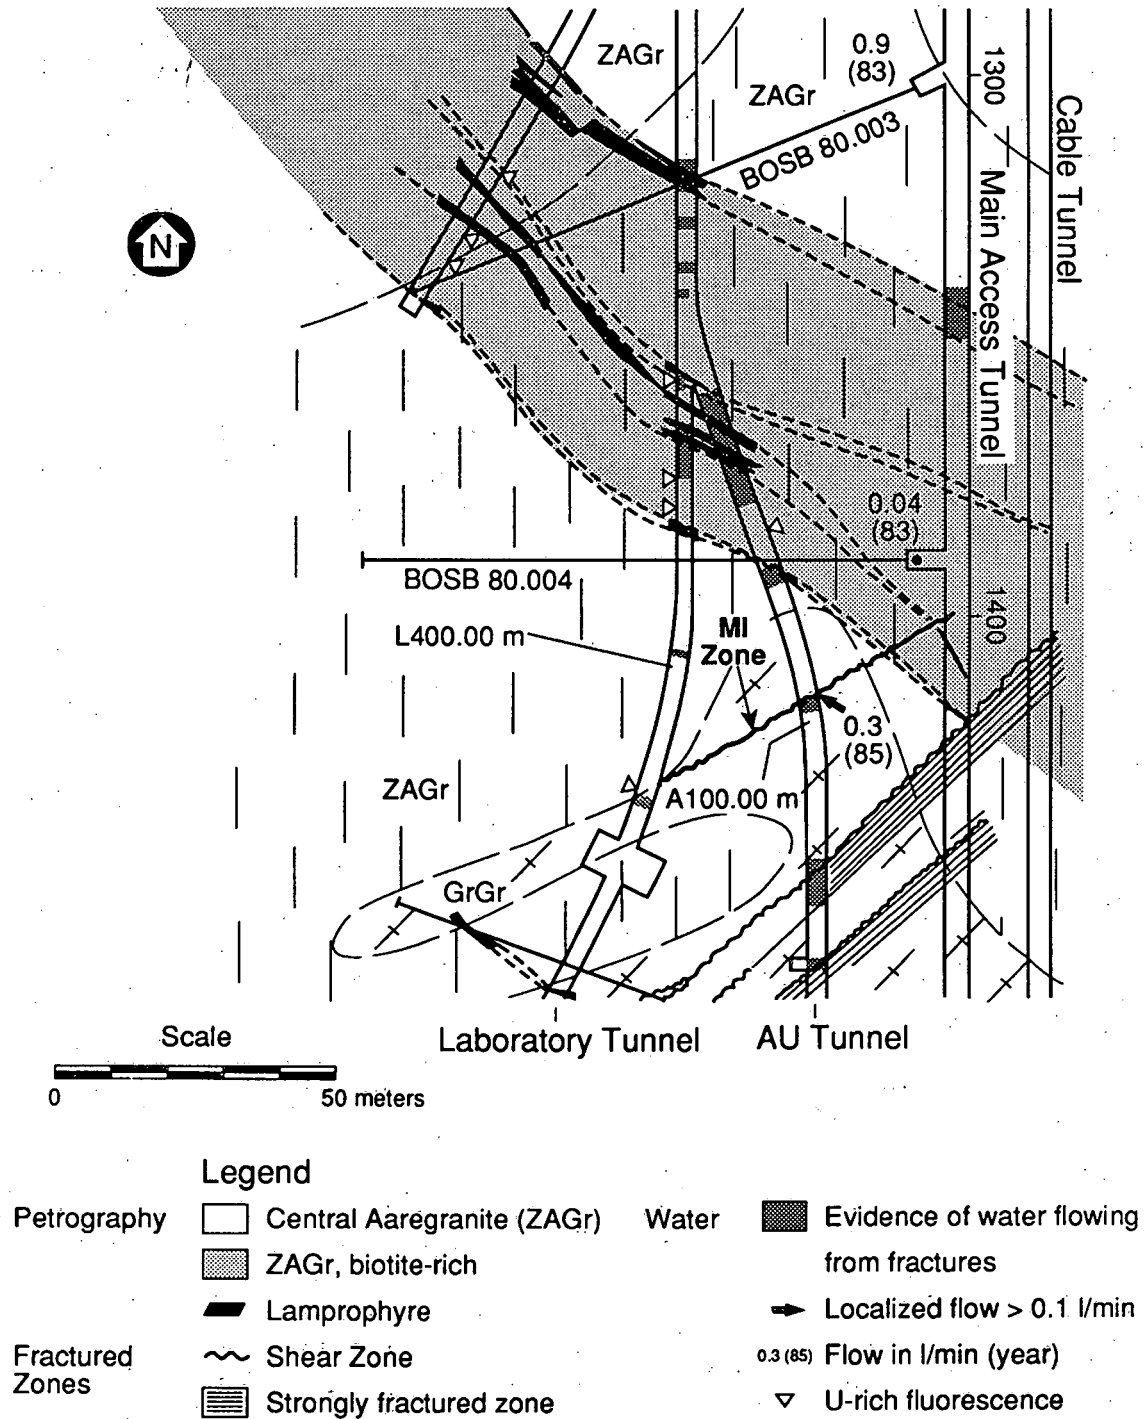 ZAGr
0.9
(83)
ZAGr
1300
BOSB 80.003
Cable Tunnel
Main Access Tunnel
N
0.04
(83)
BOSB 80.004
1400
L400.00 m
MI
Zone
0.3
(85)
ZAGr
A100.00 m
GrGr
Scale
Laboratory Tunnel
AU Tunnel
0
50 meters
Legend
Petrography
Central Aaregranite (ZAGr)
Water
Evidence of water flowing
from fractures
ZAGr, biotite-rich
Lamprophyre
Localized flow > 0.1 l/min
Fractured
Zones
Shear Zone
0.3 (85) Flow in l/min (year)
Strongly fractured zone
U-rich fluorescence